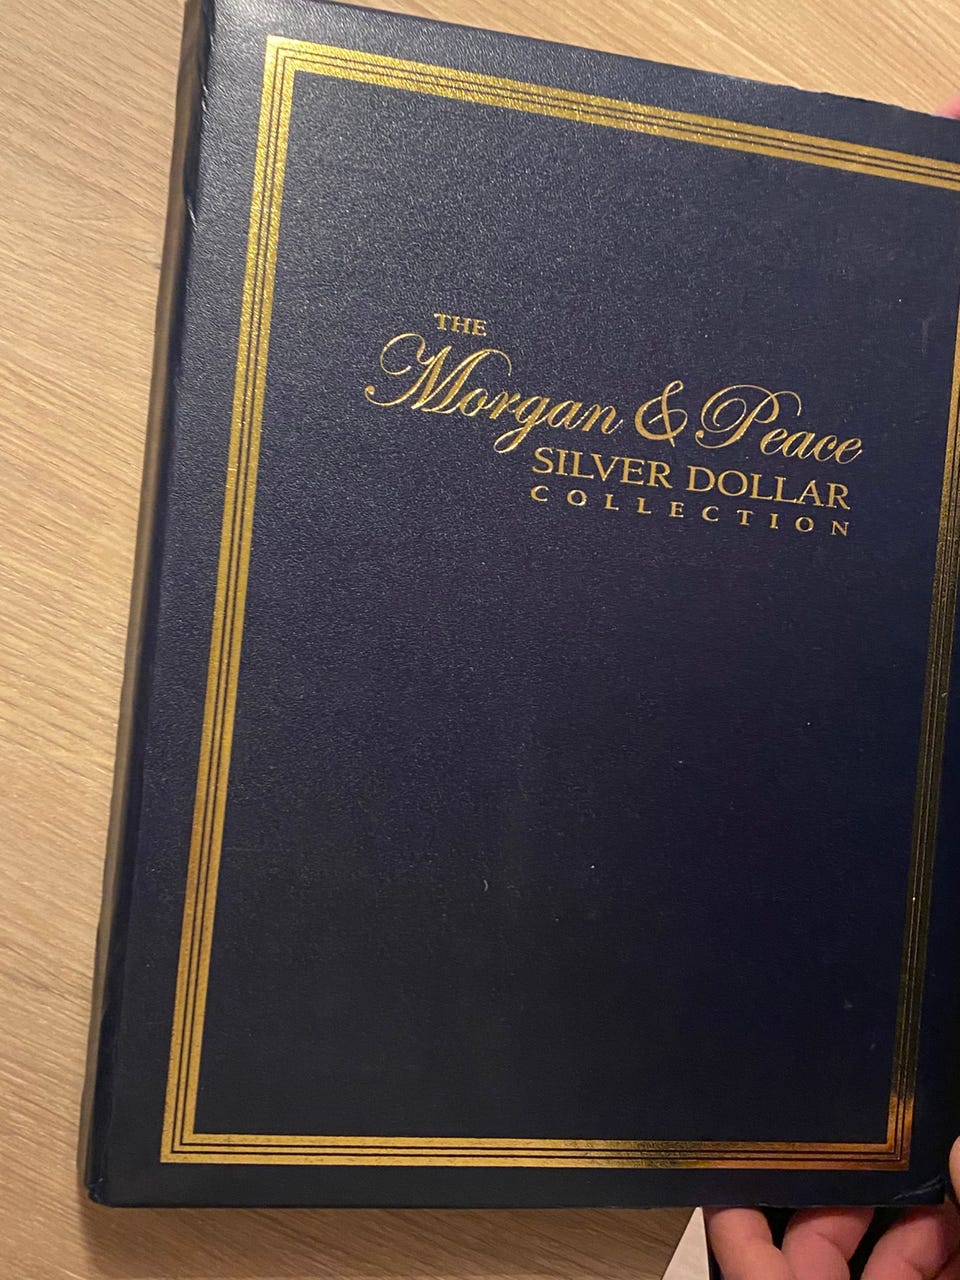 THE
Morgan & Peace
SILVER DOLLAR
COLLECTION